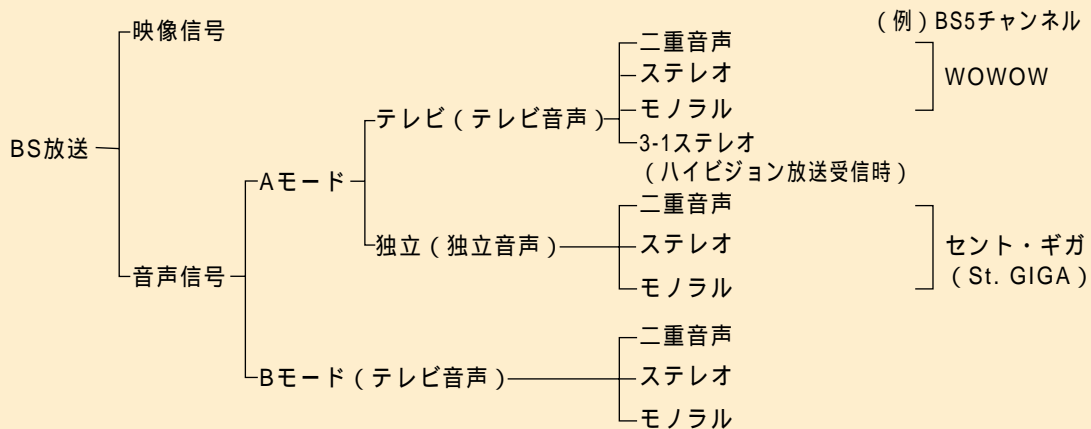 (例)BS5チャンネル
映像信号
二重音声
ステレオ
WOWOW
モノラル
テレビ(テレビ音声)
3-1ステレオ
(ハイビジョン放送受信時)
BS放送
Aモード
二重音声
独立(独立音声)
ステレオ
セント・ギガ
(St. GIGA)
音声信号
モノラル
二重音声
Bモード(テレビ音声)
ステレオ
モノラル